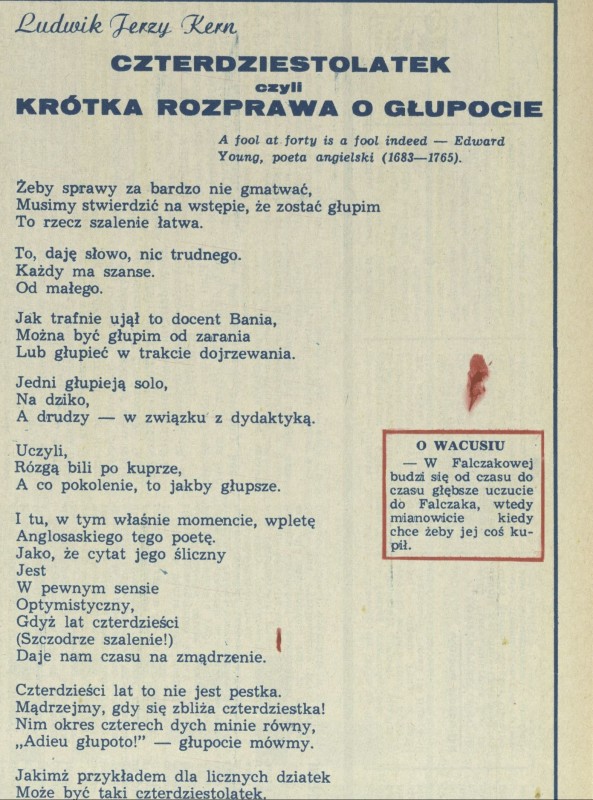 Ludwik Jerzy Kern
CZTERDZIESTOLATEK
czyli
KRÓTKA ROZPRAWA O GŁUPOCIE
A fool at forty is a fool indeed — Edward
Young, poeta angielski (1683—1765).
Żeby sprawy za bardzo nie gmatwać,
Musimy stwierdzić na wstępie, że zostać głupim
To rzecz szalenie łatwa.
To, daję słowo, nic trudnego.
Każdy ma szanse.
Od małego.
Jak trafnie ujął to docent Bania,
Można być głupim od zarania
Lub głupieć w trakcie dojrzewania.
Jedni głupieją solo,
Na dziko,
A drudzy — w związku z dydaktyką.
Uczyli,
Rózgą bili po kuprze,
A co pokolenie, to jakby głupsze.
I tu, w tym właśnie momencie, wpletę
Anglosaskiego tego poetę.
Jako, że cytat jego śliczny
Jest
W pewnym sensie
Optymistyczny,
Gdyż lat czterdzieści
(Szczodrze szalenie!)
Daje nam czasu na zmądrzenie.
Czterdzieści lat to nie jest pestka.
Mądrzejmy, gdy się zbliża czterdziestka!
Nim okres czterech dych minie równy,
„Adieu głupoto!" — głupocie mówmy.
Jakimż przykładem dla licznych dziatek
Może być taki czterdziestolatek,
O WACUSIU
— W Falczakowej
budzi się od czasu do
czasu głębsze uczucie
do Falczaka, wtedy
mianowicie kiedy
chce żeby jej coś ku-
pił.